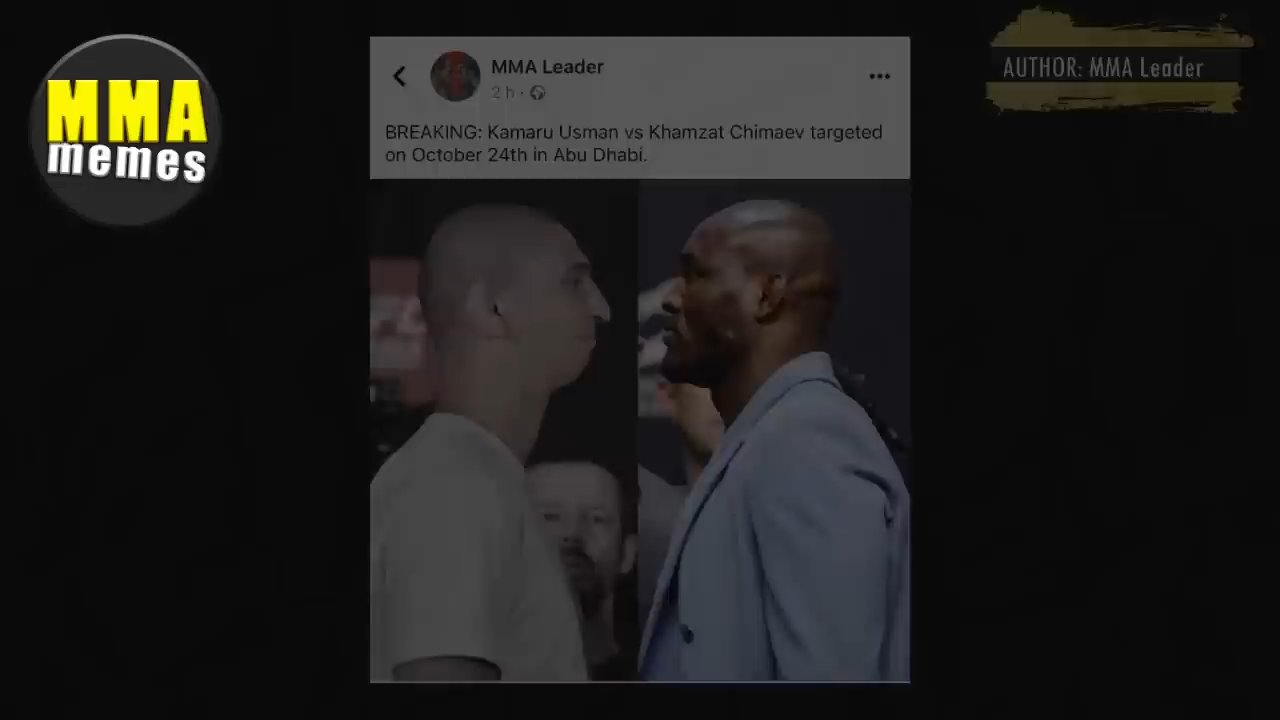 MMA
memes
AUTHOR: MMA Leader
MMA Leader
2 h ·
BREAKING: Kamaru Usman vs Khamzat Chimaev targeted
on October 24th in Abu Dhabi.